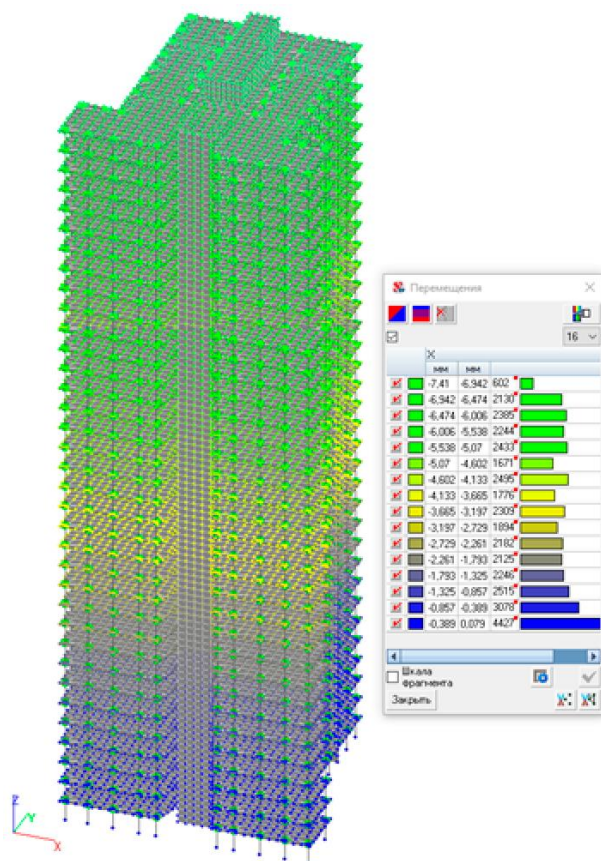 Перемещения
16
X
мм мм
-7,41 -6,942 602
-6,942 -6,474 2130
-6,474 -6,006 2385
-6,006 -5,538 2244
-5,538 -5,07 2433
-5,07 -4,602 1671
-4,602 -4,133 2495
-4,133 -3,665 1776
-3,665 -3,197 2309
-3,197 -2,729 1894
-2,729 -2,261 2182
-2,261 -1,793 2125
-1,793 -1,325 2246
-1,325 -0,857 2515
-0,857 -0,389 3078
-0,389 0,079 4427
Шкала
фрагмента
Закрыть
Z
Y
X